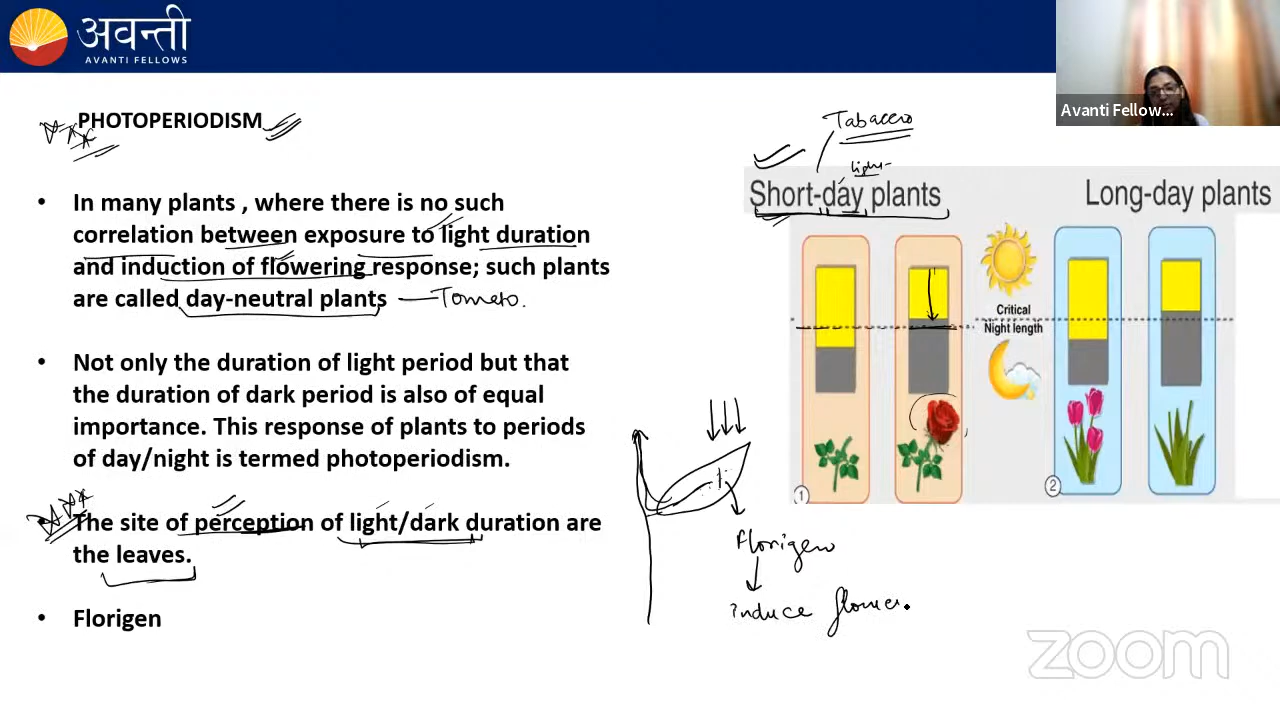 अवन्ती
AVANTI FELLOWS
Avanti Fellow...
PHOTOPERIODISM
• In many plants , where there is no such
correlation between exposure to light duration
and induction of flowering response; such plants
are called day-neutral plants — Tomato.
• Not only the duration of light period but that
the duration of dark period is also of equal
importance. This response of plants to periods
of day/night is termed photoperiodism.
The site of perception of light/dark duration are
the leaves.
• Florigen
Tabacco
light-
Short-day plants
Long-day plants
Critical
Night length
1
2
Florigen
induce flower
zoom